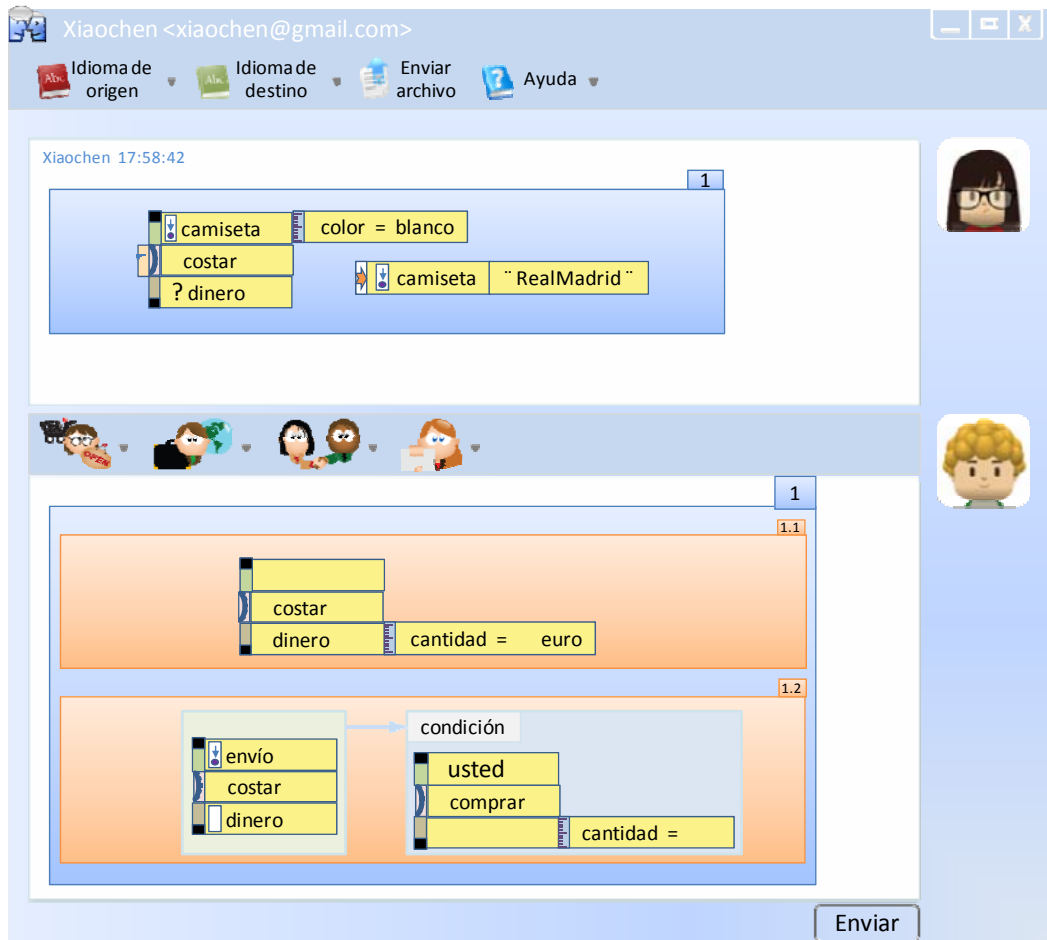 Xiaochen <xiaochen@gmail.com>
Idioma de origen
Idioma de destino
Enviar archivo
Ayuda
Xiaochen 17:58:42
1
camiseta color = blanco
costar
camiseta ¨RealMadrid¨
? dinero
1
1.1
costar
dinero cantidad = euro
1.2
condición
envío
usted
costar
comprar
dinero
cantidad =
Enviar